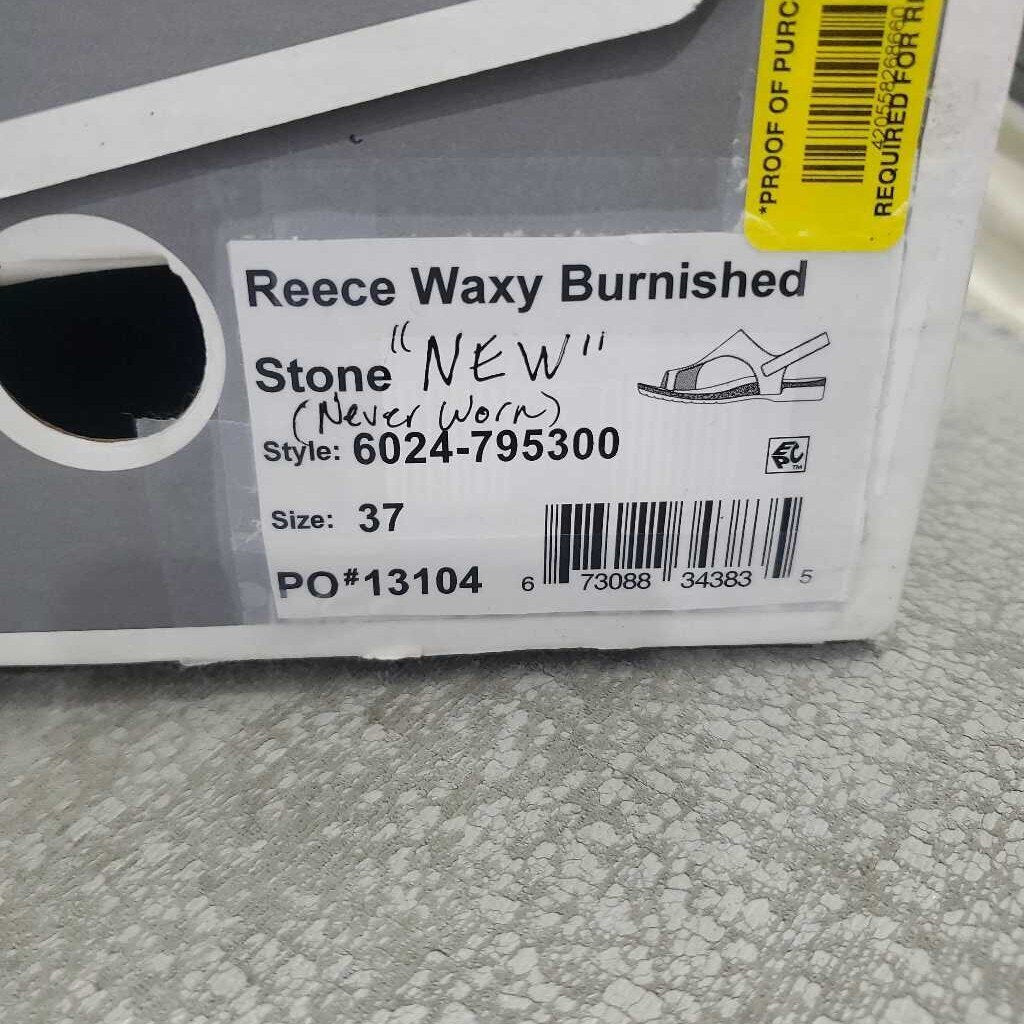 *PROOF OF PURC
420558268660
REQUIRED FOR R
Reece Waxy Burnished
Stone "NEW"
(Never Worn)
Style: 6024-795300
Size: 37
PO#13104
6 73088 34383 5